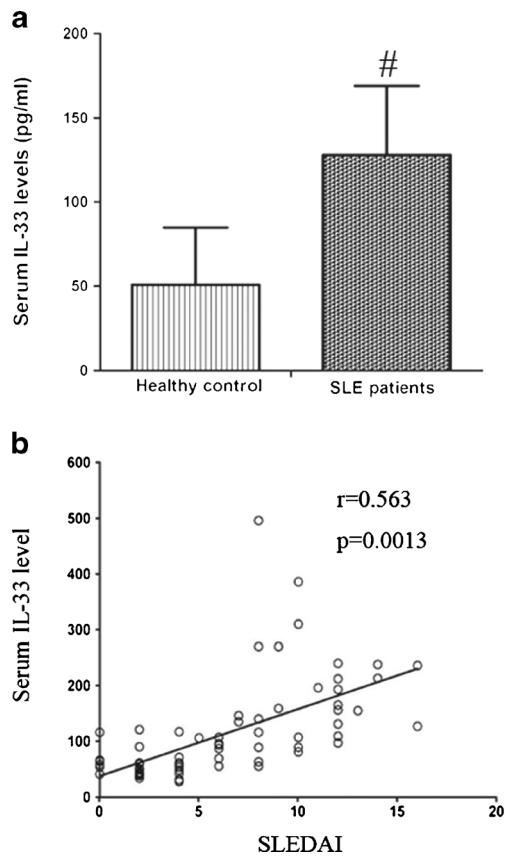 a
Serum IL-33 levels (pg/ml)
200
150
100
50
0
#
Healthy control
SLE patients
b
Serum IL-33 level
600
500
400
300
200
100
0
r=0.563
p=0.0013
0
5
10
15
20
SLEDAI